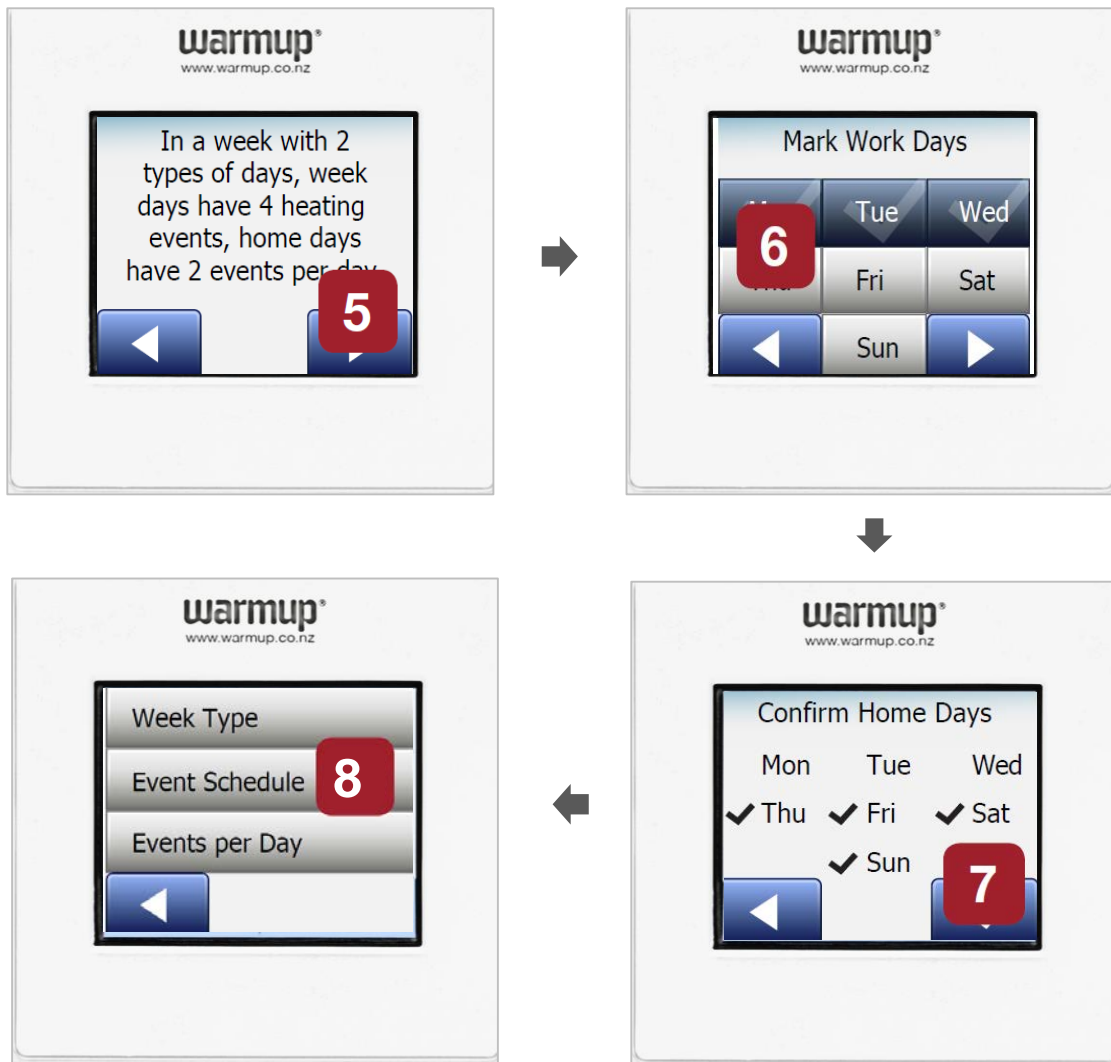 warmup®
www.warmup.co.nz
In a week with 2
types of days, week
days have 4 heating
events, home days
have 2 events per day
5
warmup®
www.warmup.co.nz
Mark Work Days
Tue Wed
6
Thu Fri Sat
Sun
warmup®
www.warmup.co.nz
Confirm Home Days
Mon Tue Wed
Thu Fri Sat
Sun
7
warmup®
www.warmup.co.nz
Week Type
Event Schedule
8
Events per Day